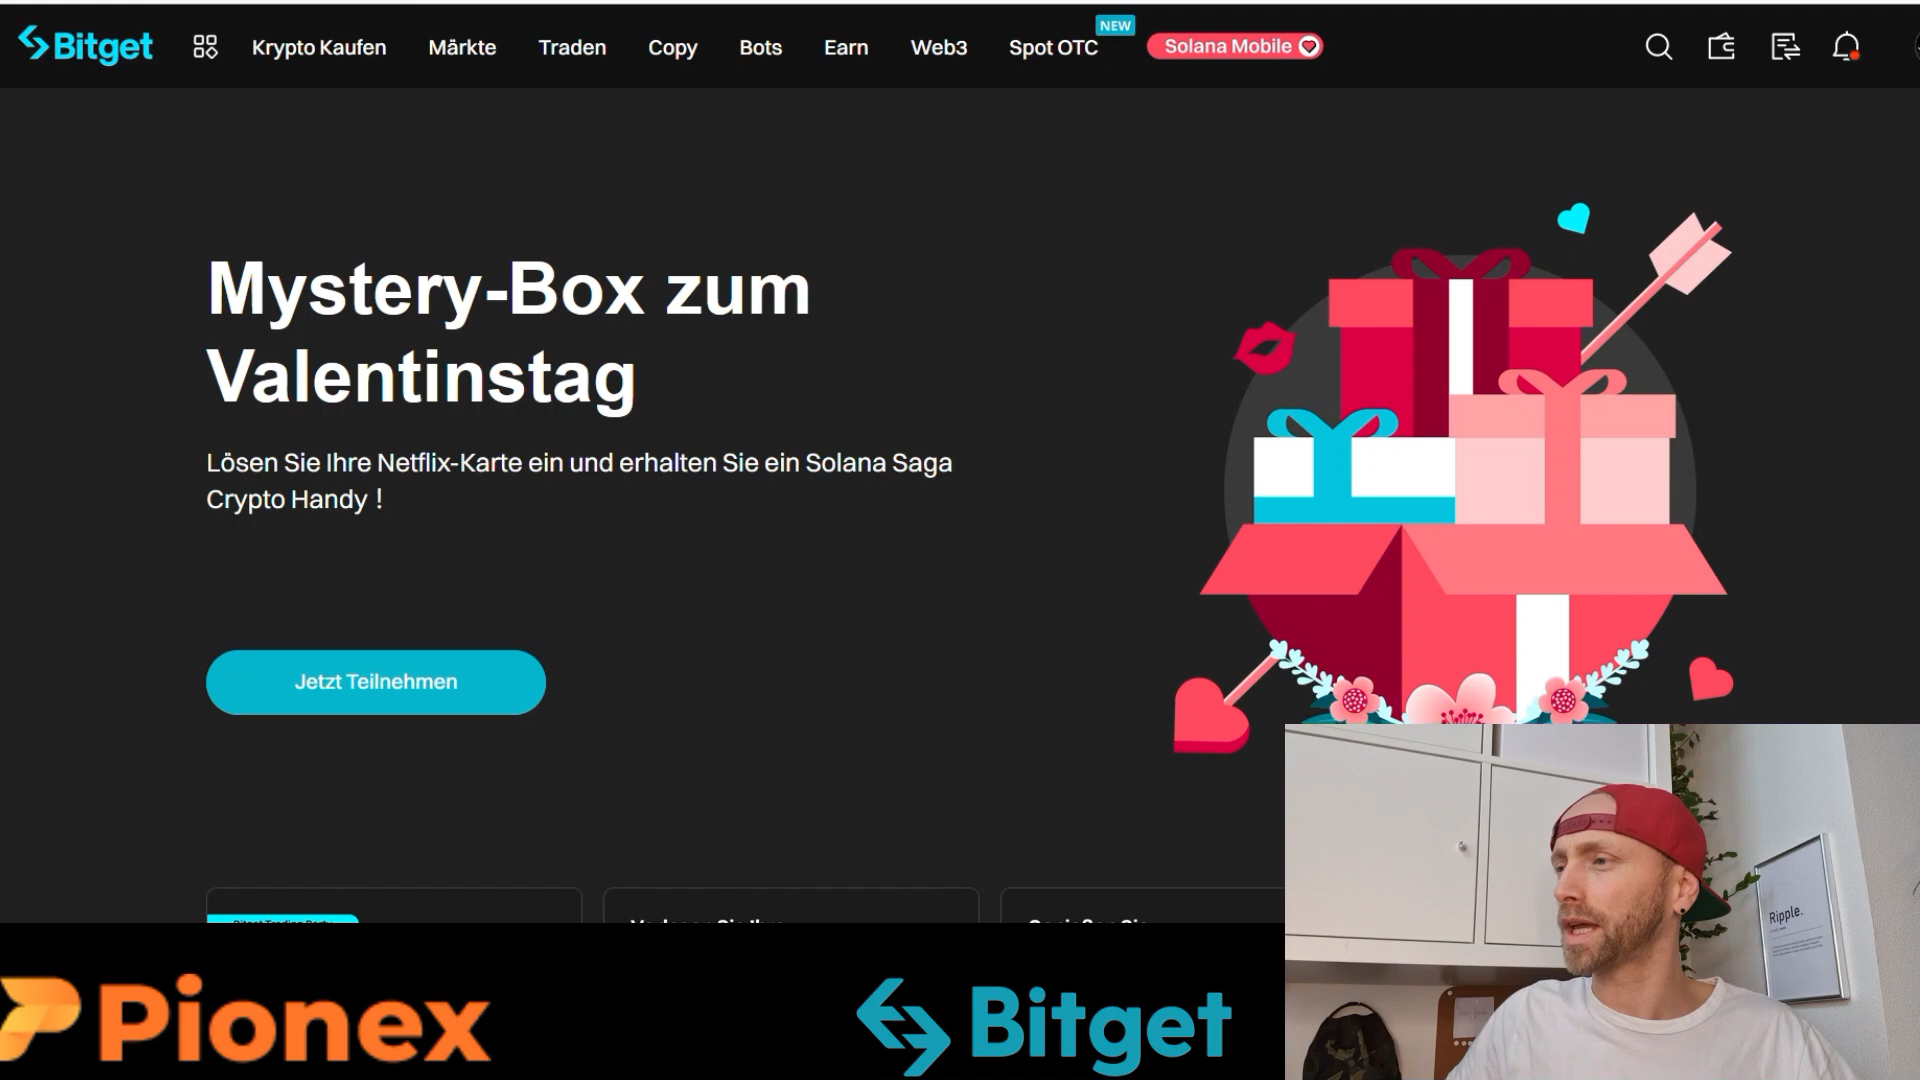 Bitget
Krypto Kaufen
Märkte
Traden
Copy
Bots
Earn
Web3
Spot OTC
NEW
Solana Mobile
Mystery-Box zum
Valentinstag
Lösen Sie Ihre Netflix-Karte ein und erhalten Sie ein Solana Saga
Crypto Handy !
Jetzt Teilnehmen
Ripple.
Pionex
Bitget